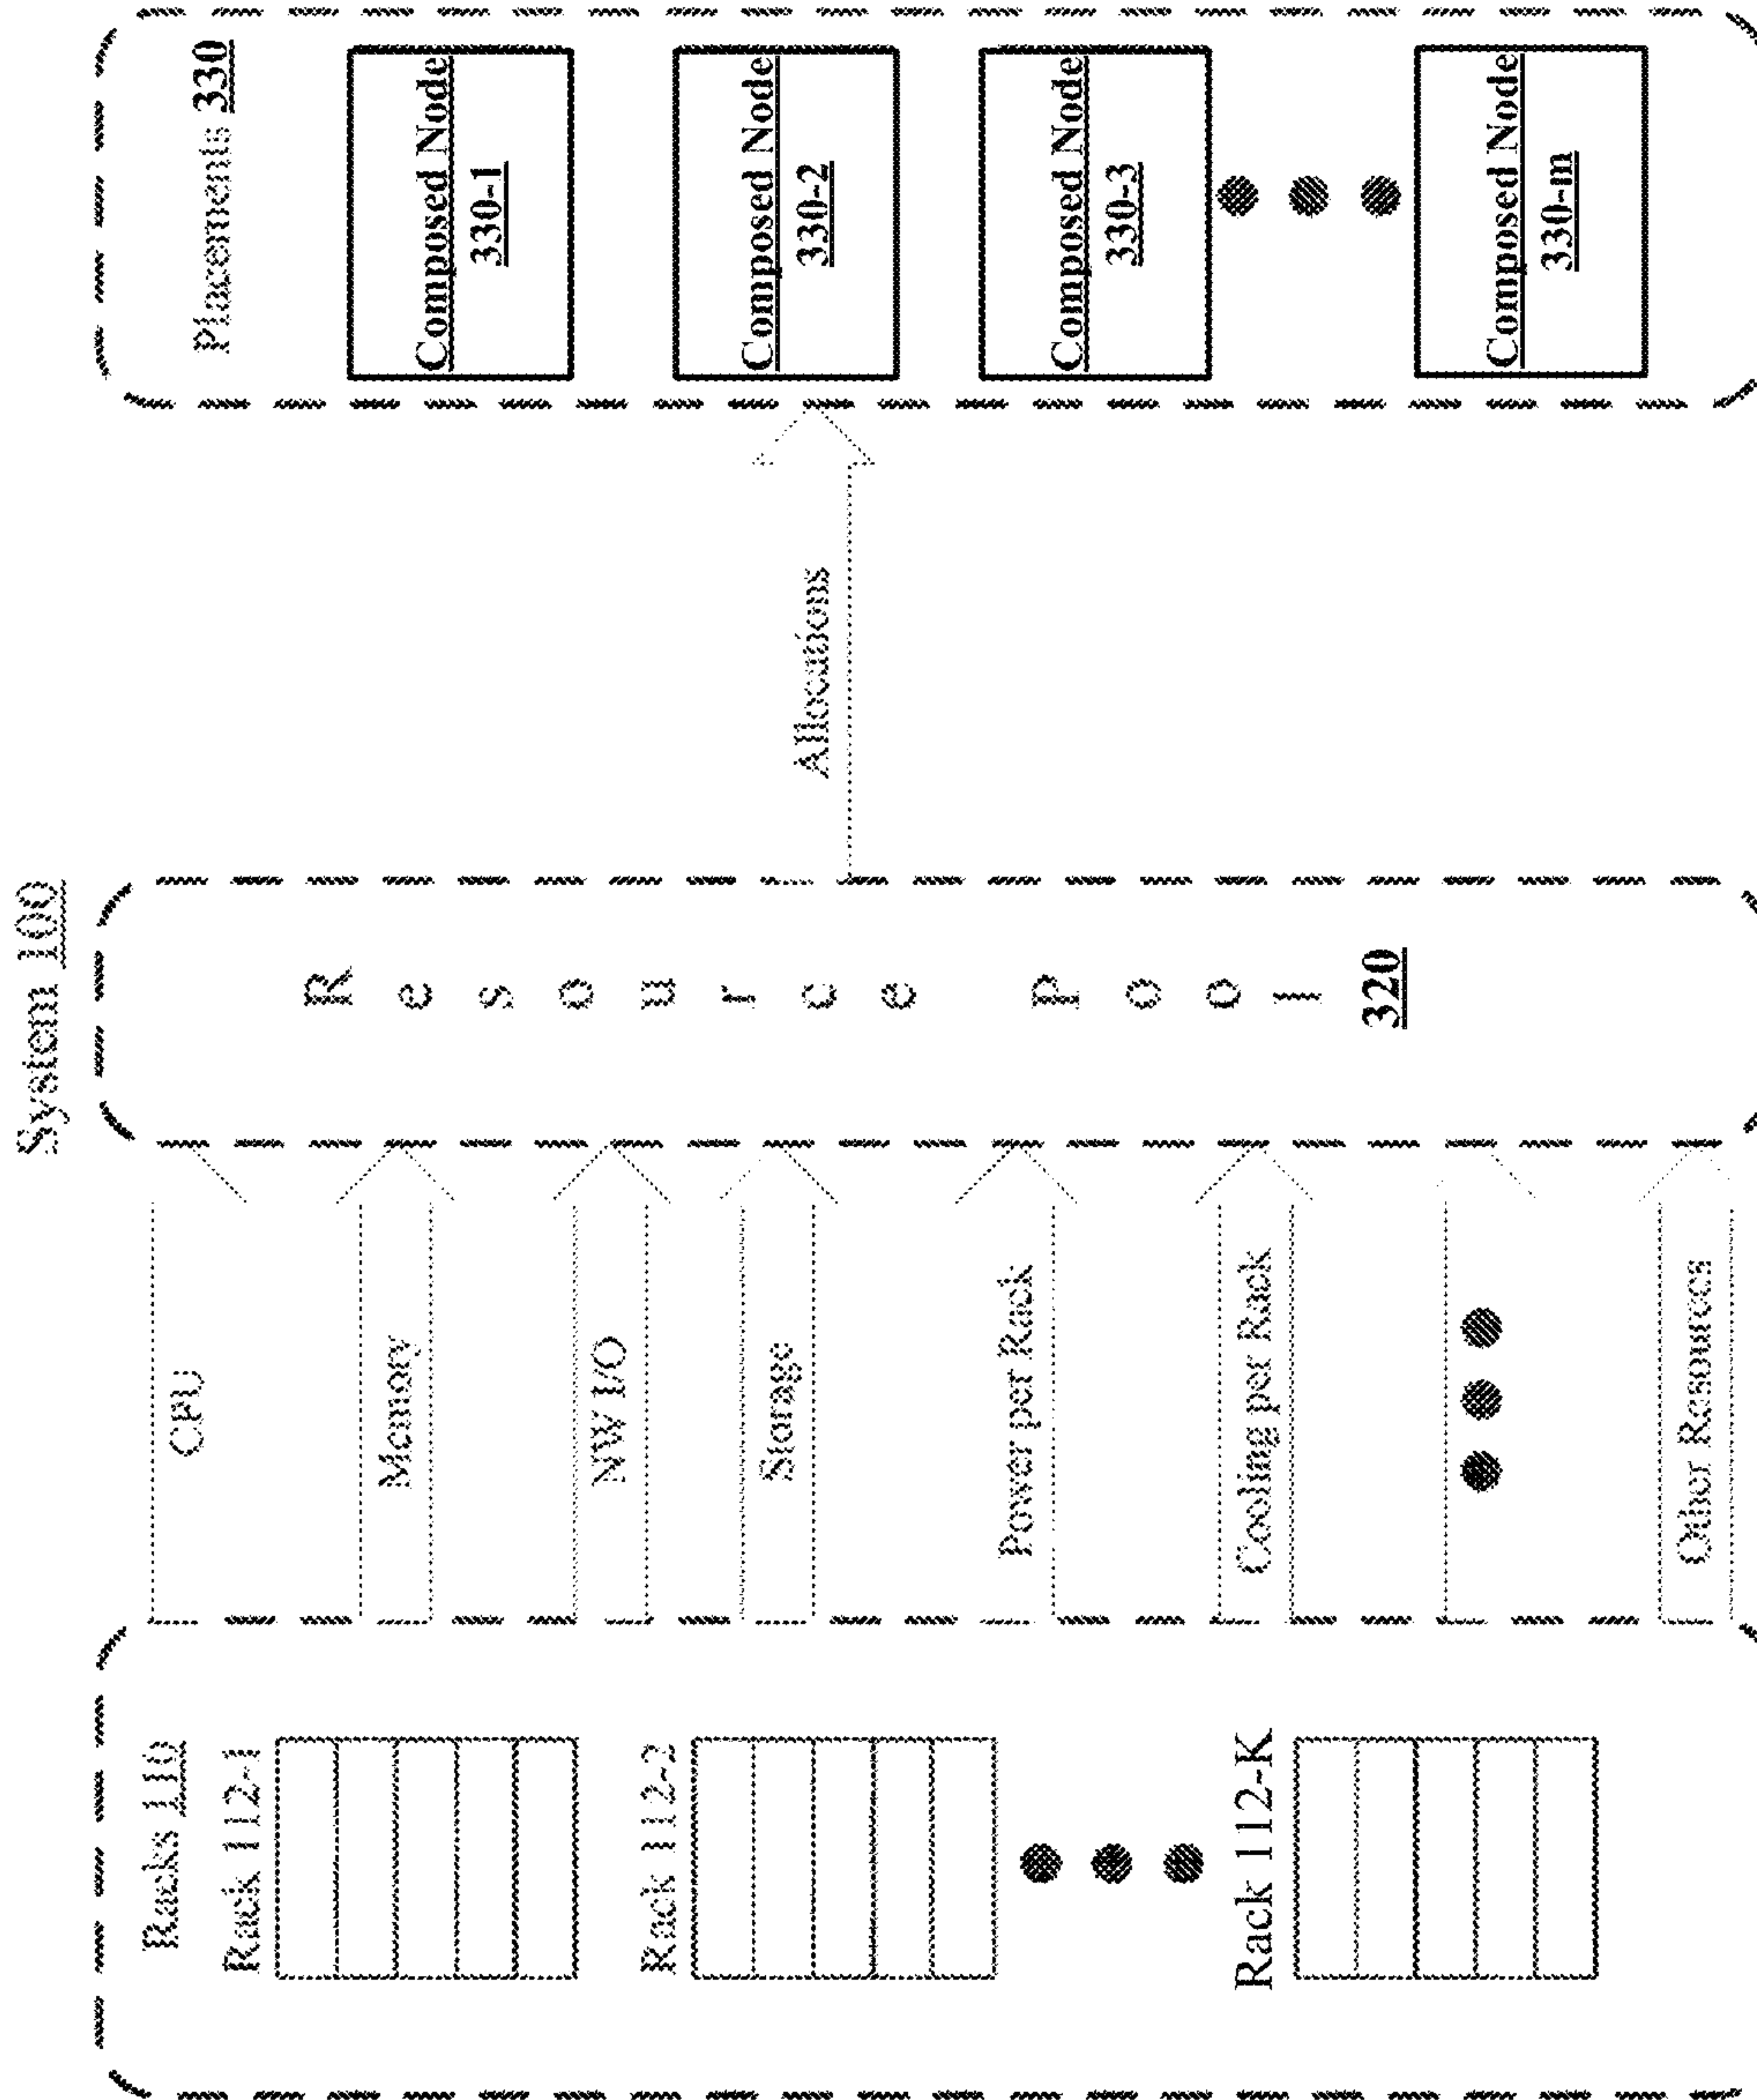 System 100
Racks 110
Rack 112-1
Rack 112-2
Rack 112-K
CPU
Memory
NW I/O
Storage
Power per Rack
Cooling per Rack
Other Resources
Resource Pool
320
Allocations
Placements 330
Composed Node
330-1
Composed Node
330-2
Composed Node
330-3
Composed Node
330-m